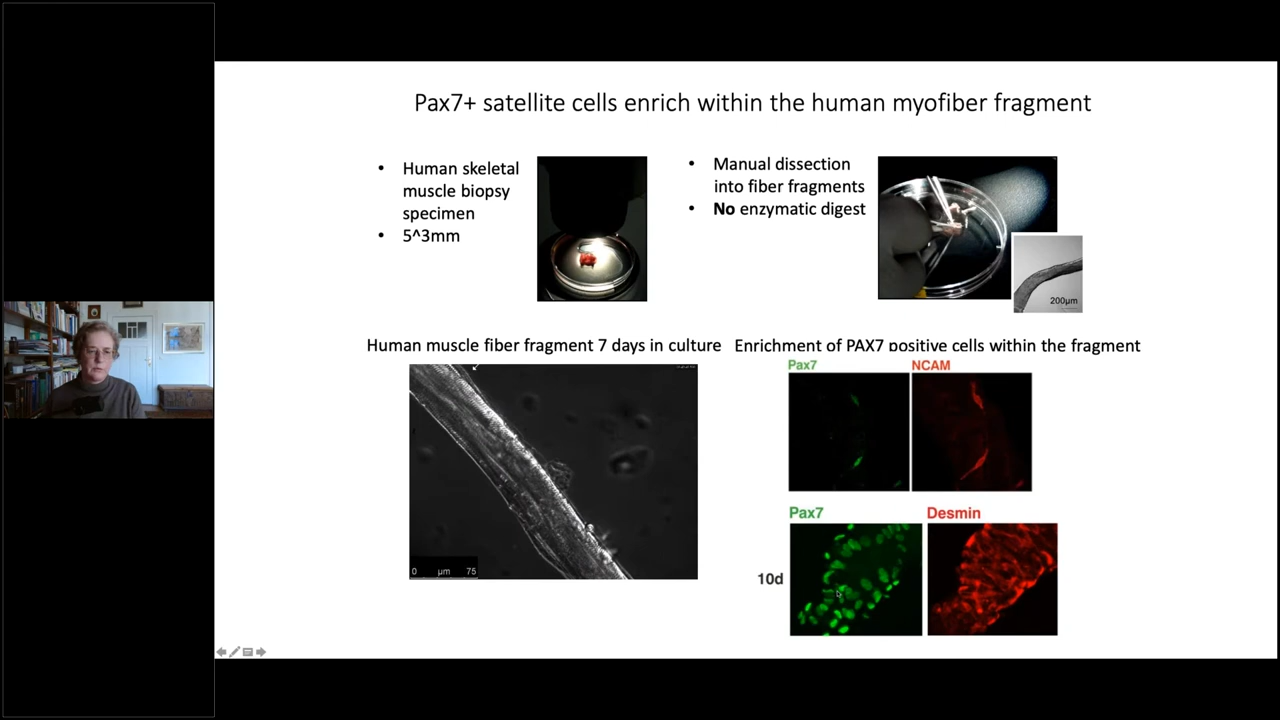 Pax7+ satellite cells enrich within the human myofiber fragment
• Human skeletal
muscle biopsy
specimen
• 5^3mm
• Manual dissection
into fiber fragments
• No enzymatic digest
200µm
Human muscle fiber fragment 7 days in culture
0 µm 75
Enrichment of PAX7 positive cells within the fragment
Pax7 NCAM
Pax7 Desmin
10d